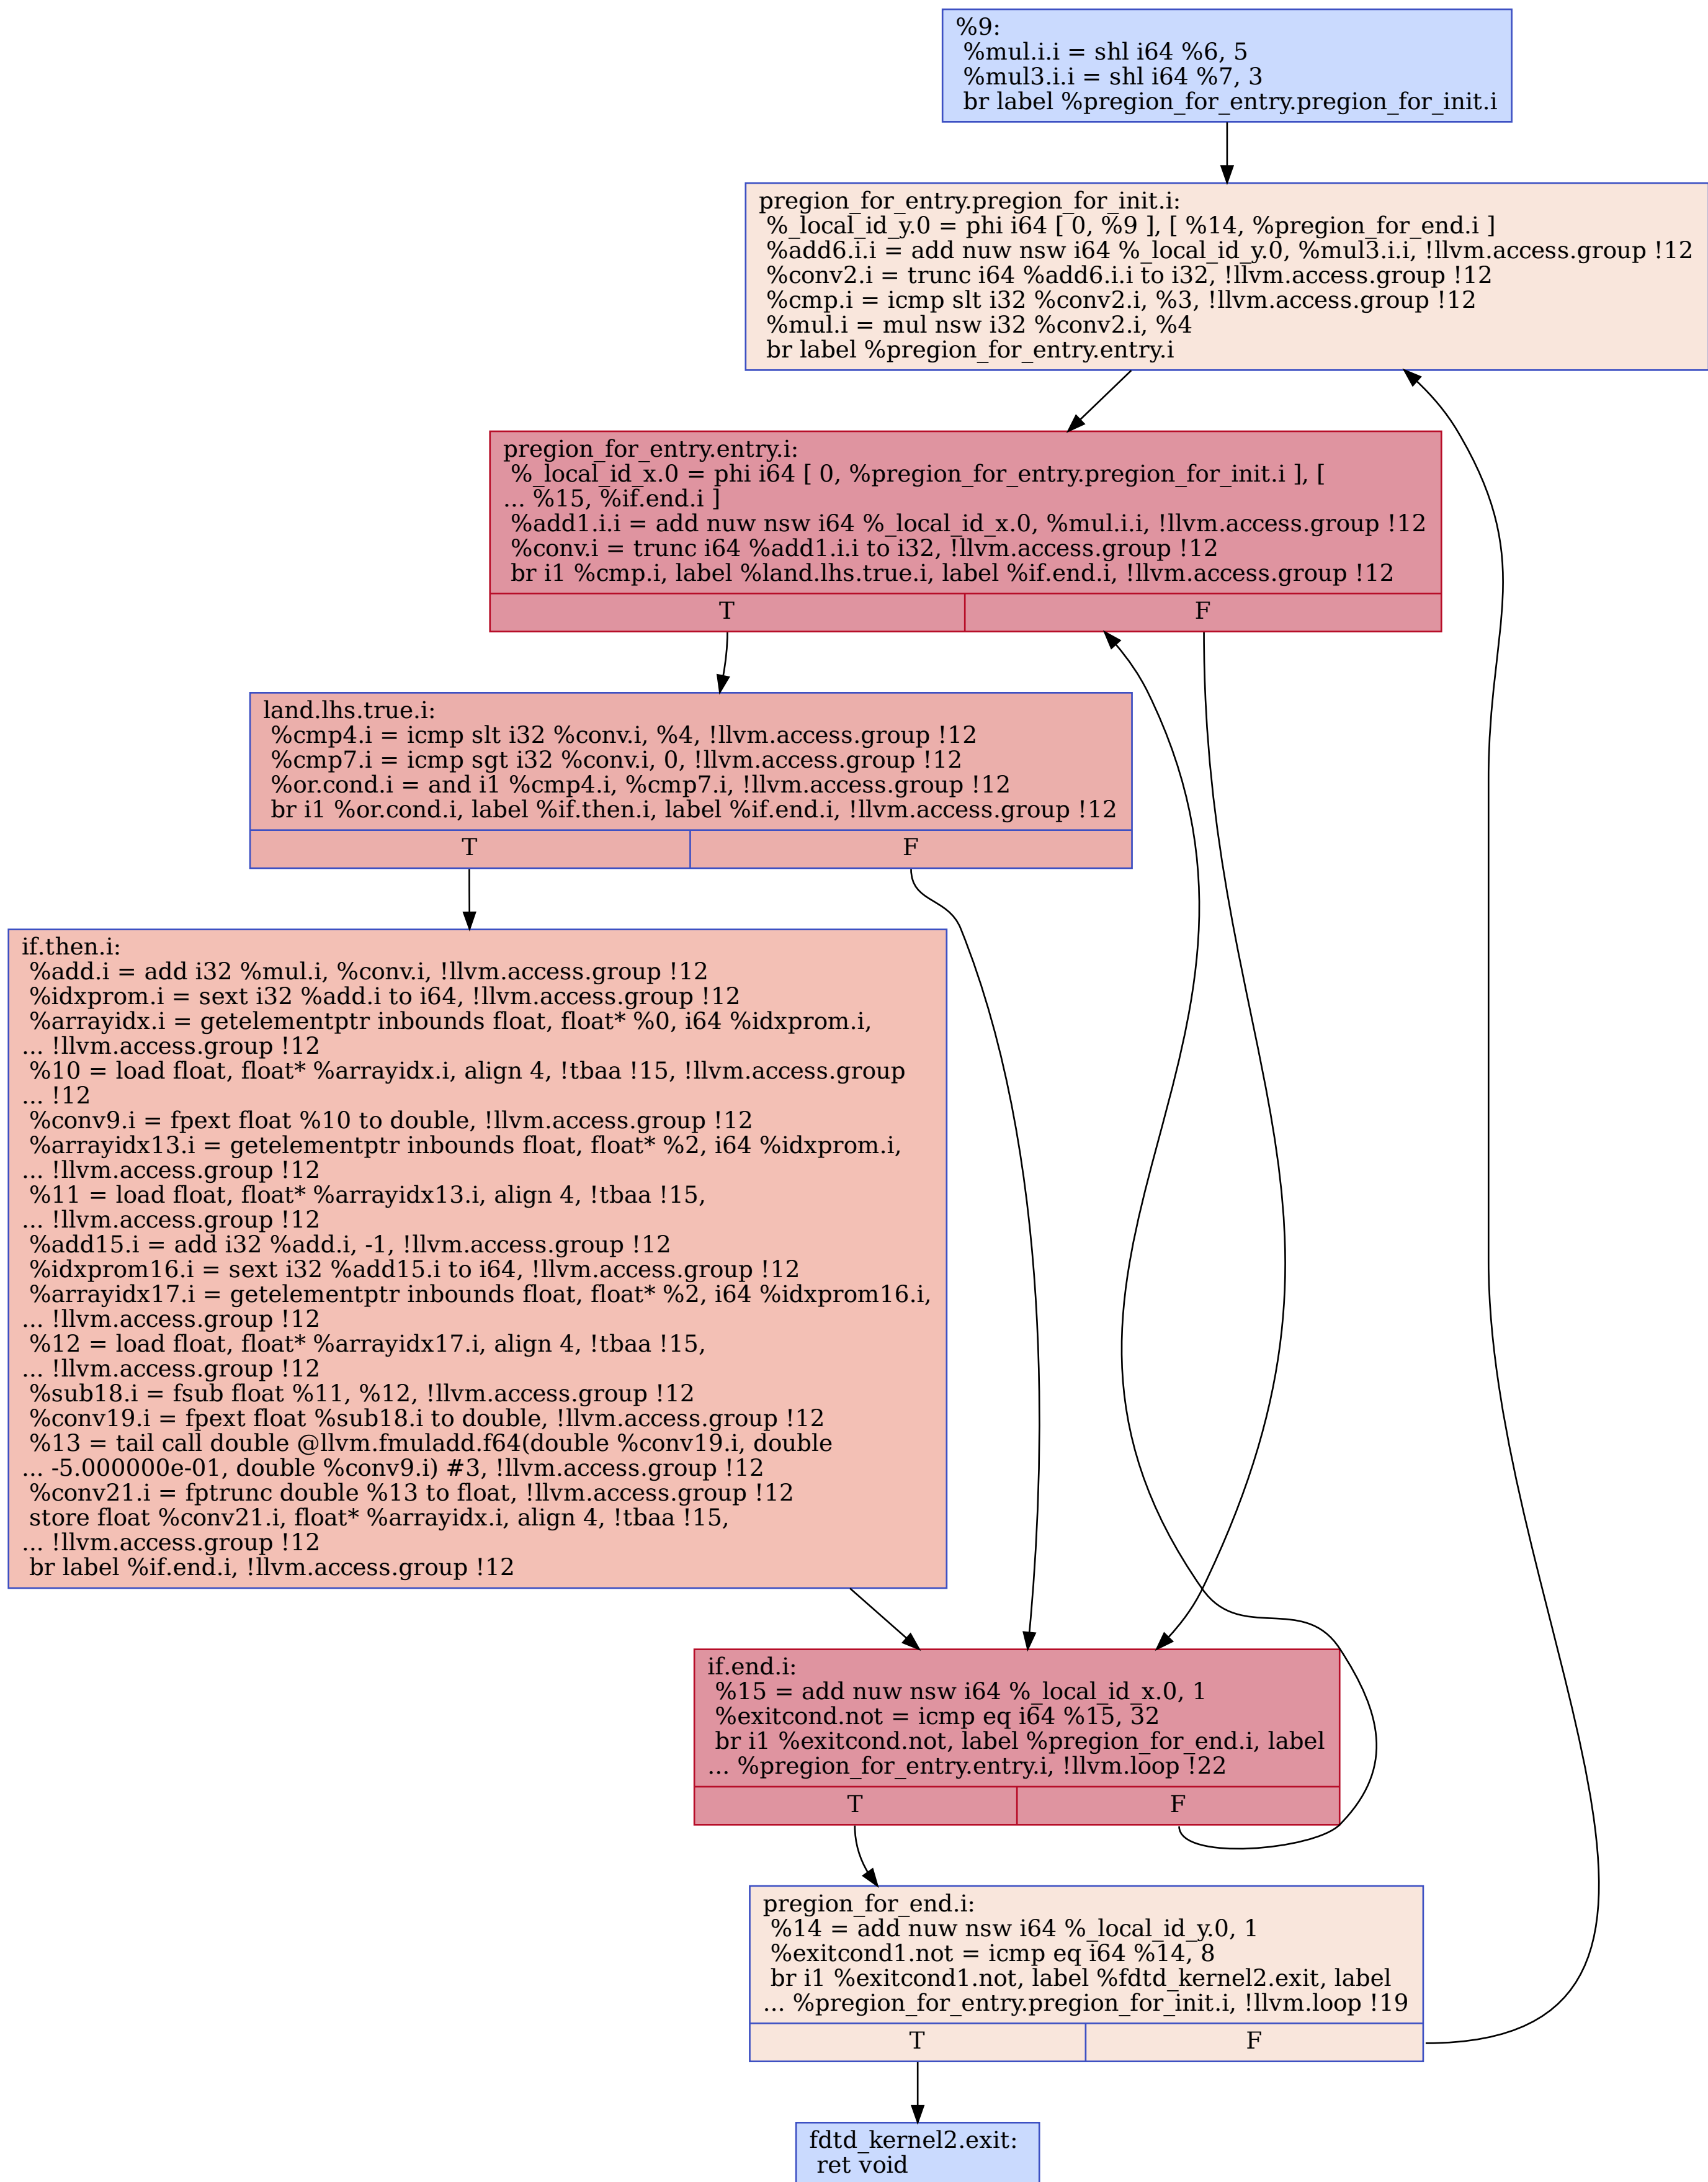 %9:
%mul.i.i = shl i64 %6, 5
%mul3.i.i = shl i64 %7, 3
br label %pregion_for_entry.pregion_for_init.i
pregion_for_entry.pregion_for_init.i:
%_local_id_y.0 = phi i64 [ 0, %9 ], [ %14, %pregion_for_end.i ]
%add6.i.i = add nuw nsw i64 %_local_id_y.0, %mul3.i.i, !llvm.access.group !12
%conv2.i = trunc i64 %add6.i.i to i32, !llvm.access.group !12
%cmp.i = icmp slt i32 %conv2.i, %3, !llvm.access.group !12
%mul.i = mul nsw i32 %conv2.i, %4
br label %pregion_for_entry.entry.i
pregion_for_entry.entry.i:
%_local_id_x.0 = phi i64 [ 0, %pregion_for_entry.pregion_for_init.i ], [
... %15, %if.end.i ]
%add1.i.i = add nuw nsw i64 %_local_id_x.0, %mul.i.i, !llvm.access.group !12
%conv.i = trunc i64 %add1.i.i to i32, !llvm.access.group !12
br i1 %cmp.i, label %land.lhs.true.i, label %if.end.i, !llvm.access.group !12
T F
land.lhs.true.i:
%cmp4.i = icmp slt i32 %conv.i, %4, !llvm.access.group !12
%cmp7.i = icmp sgt i32 %conv.i, 0, !llvm.access.group !12
%or.cond.i = and i1 %cmp4.i, %cmp7.i, !llvm.access.group !12
br i1 %or.cond.i, label %if.then.i, label %if.end.i, !llvm.access.group !12
T F
if.then.i:
%add.i = add i32 %mul.i, %conv.i, !llvm.access.group !12
%idxprom.i = sext i32 %add.i to i64, !llvm.access.group !12
%arrayidx.i = getelementptr inbounds float, float* %0, i64 %idxprom.i,
... !llvm.access.group !12
%10 = load float, float* %arrayidx.i, align 4, !tbaa !15, !llvm.access.group
... !12
%conv9.i = fpext float %10 to double, !llvm.access.group !12
%arrayidx13.i = getelementptr inbounds float, float* %2, i64 %idxprom.i,
... !llvm.access.group !12
%11 = load float, float* %arrayidx13.i, align 4, !tbaa !15,
... !llvm.access.group !12
%add15.i = add i32 %add.i, -1, !llvm.access.group !12
%idxprom16.i = sext i32 %add15.i to i64, !llvm.access.group !12
%arrayidx17.i = getelementptr inbounds float, float* %2, i64 %idxprom16.i,
... !llvm.access.group !12
%12 = load float, float* %arrayidx17.i, align 4, !tbaa !15,
... !llvm.access.group !12
%sub18.i = fsub float %11, %12, !llvm.access.group !12
%conv19.i = fpext float %sub18.i to double, !llvm.access.group !12
%13 = tail call double @llvm.fmuladd.f64(double %conv19.i, double
... -5.000000e-01, double %conv9.i) #3, !llvm.access.group !12
%conv21.i = fptrunc double %13 to float, !llvm.access.group !12
store float %conv21.i, float* %arrayidx.i, align 4, !tbaa !15,
... !llvm.access.group !12
br label %if.end.i, !llvm.access.group !12
if.end.i:
%15 = add nuw nsw i64 %_local_id_x.0, 1
%exitcond.not = icmp eq i64 %15, 32
br i1 %exitcond.not, label %pregion_for_end.i, label
... %pregion_for_entry.entry.i, !llvm.loop !22
T F
pregion_for_end.i:
%14 = add nuw nsw i64 %_local_id_y.0, 1
%exitcond1.not = icmp eq i64 %14, 8
br i1 %exitcond1.not, label %fdtd_kernel2.exit, label
... %pregion_for_entry.pregion_for_init.i, !llvm.loop !19
T F
fdtd_kernel2.exit:
ret void